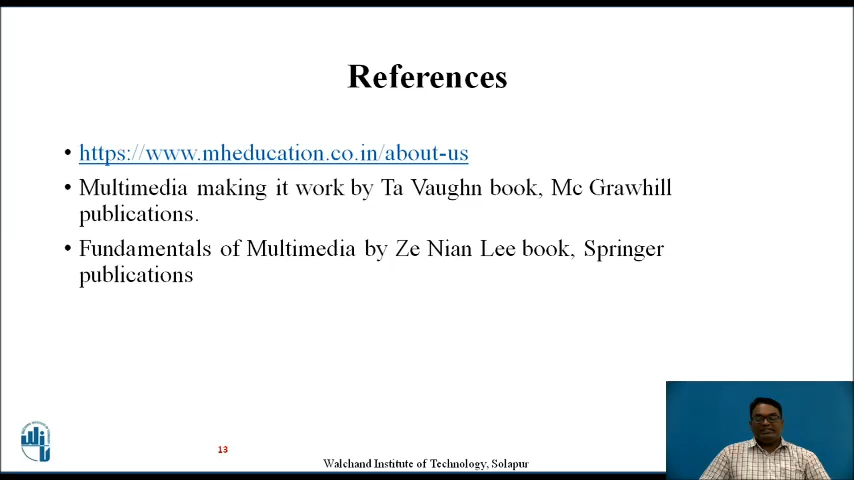 References
• https://www.mheducation.co.in/about-us
• Multimedia making it work by Ta Vaughn book, Mc Grawhill
publications.
• Fundamentals of Multimedia by Ze Nian Lee book, Springer
publications
13
Walchand Institute of Technology, Solapur